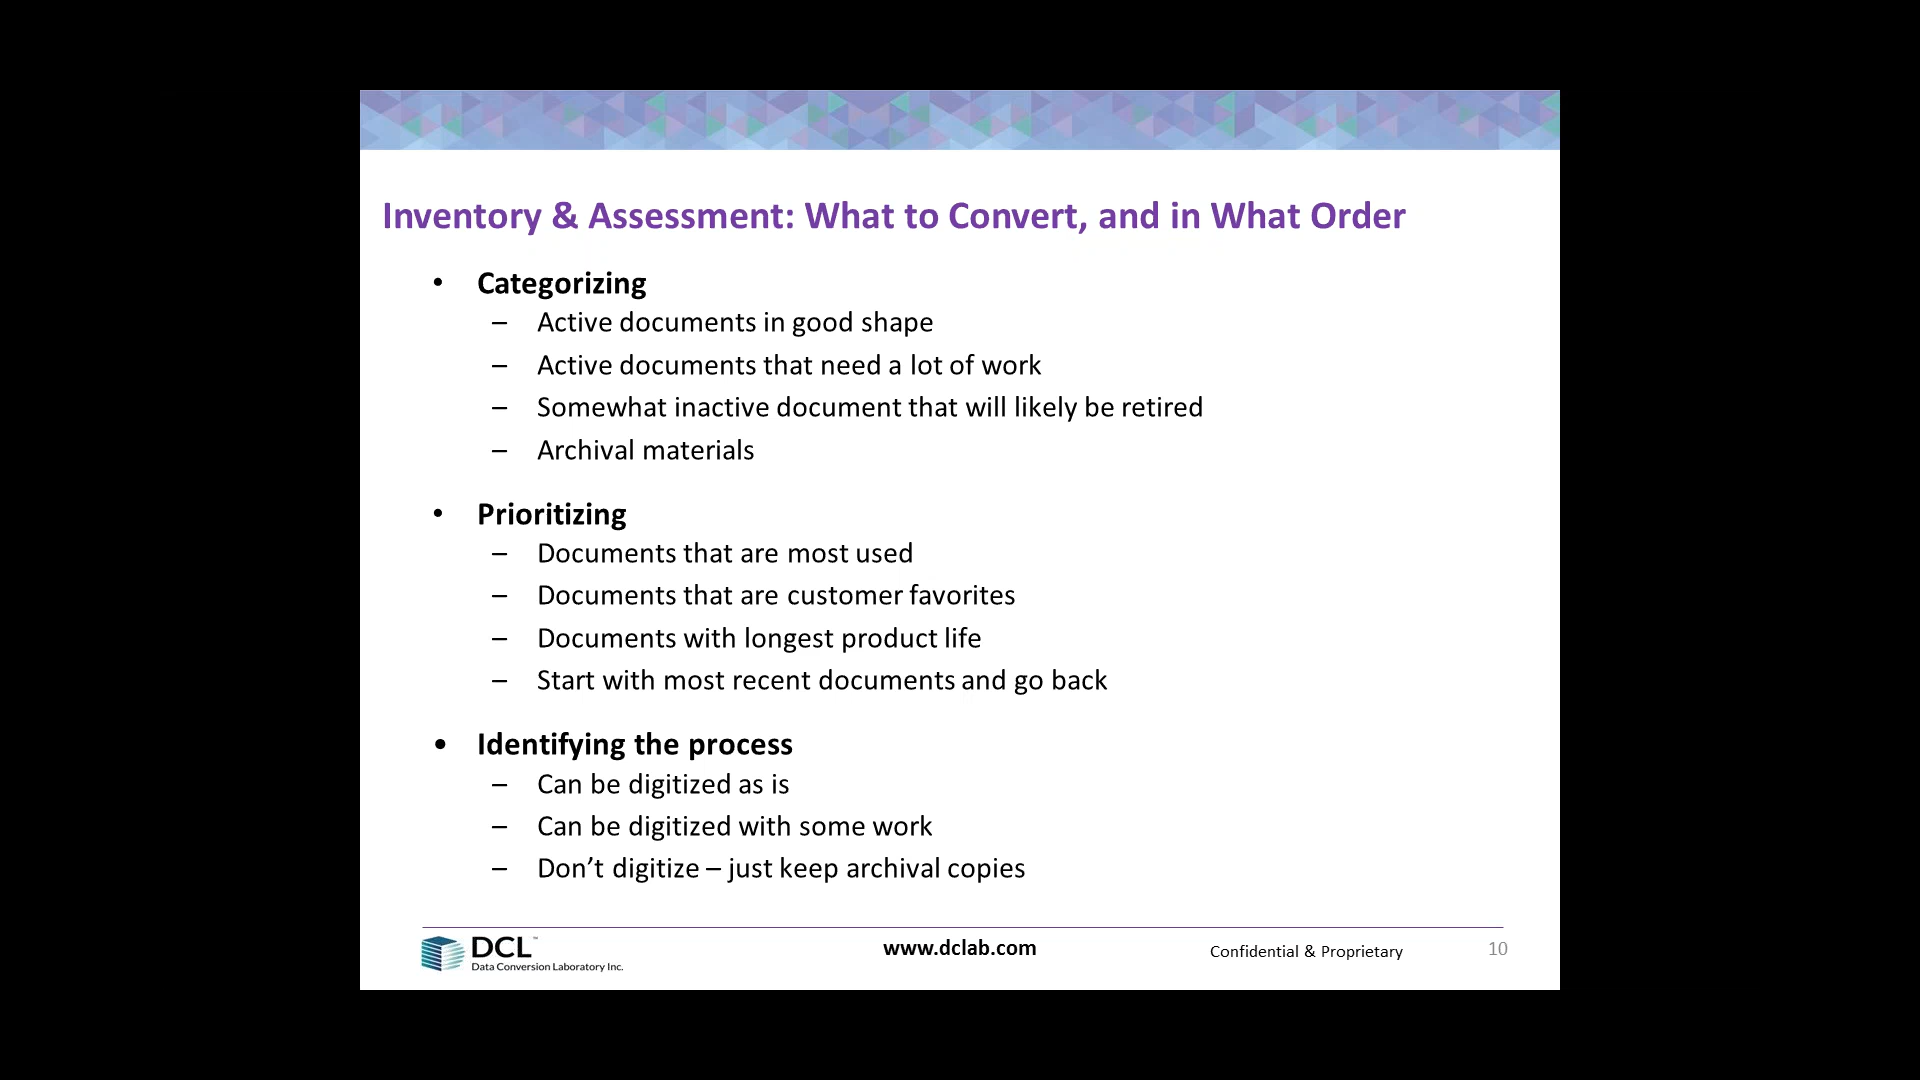 Inventory & Assessment: What to Convert, and in What Order
• Categorizing
– Active documents in good shape
– Active documents that need a lot of work
– Somewhat inactive document that will likely be retired
– Archival materials
• Prioritizing
– Documents that are most used
– Documents that are customer favorites
– Documents with longest product life
– Start with most recent documents and go back
• Identifying the process
– Can be digitized as is
– Can be digitized with some work
– Don’t digitize – just keep archival copies
DCL™
Data Conversion Laboratory Inc.
www.dclab.com
Confidential & Proprietary
10